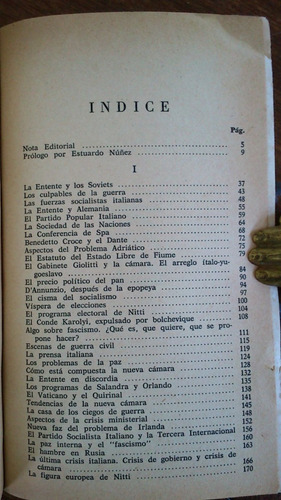 INDICE
Pág.
Nota Editorial 5
Prólogo por Estuardo Núñez 9
I
La Entente y los Soviets 37
Los culpables de la guerra 43
Las fuerzas socialistas italianas 48
La Entente y Alemania 55
El Partido Popular Italiano 59
La Sociedad de las Naciones 64
La Conferencia de Spa 68
Benedetto Croce y el Dante 72
Aspectos del Problema Adriático 75
El Estatuto del Estado Libre de Fiume 79
El Gabinete Giolitti y la cámara. El arreglo ítalo-yu-
goeslavo 84
El precio político del pan 90
D'Annunzio, después de la epopeya 94
El cisma del socialismo 97
Víspera de elecciones 100
El programa electoral de Nitti 104
El Conde Karolyi, expulsado por bolchevique 108
Algo sobre fascismo. ¿Qué es, que quiere, que se pro-
pone hacer? 111
Escenas de guerra civil 115
La prensa italiana 119
Los problemas de la paz 124
Cómo está compuesta la nueva cámara 128
La Entente en discordia 132
Los programas de Salandra y Orlando 135
El Vaticano y el Quirinal 138
Tendencias de la nueva cámara 141
La casa de los ciegos de guerra 144
Aspectos de la crisis ministerial 148
Nueva faz del problema de Irlanda 152
El Partido Socialista Italiano y la Tercera Internacional 156
La paz interna y el "fascismo" 160
El hambre en Rusia 163
La última crisis italiana. Crisis de gobierno y crisis de
cámara 166
La figura europea de Nitti 170